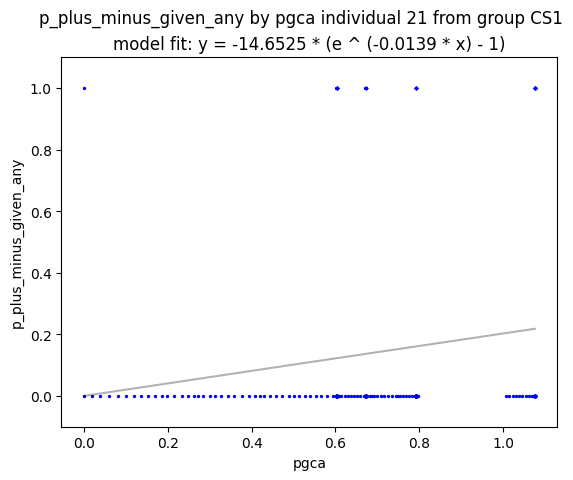 p_plus_minus_given_any by pgca individual 21 from group CS1
model fit: y = -14.6525 * (e ^ (-0.0139 * x) - 1)
1.0
0.8
0.6
0.4
0.2
0.0
p_plus_minus_given_any
0.0 0.2 0.4 0.6 0.8 1.0
pgca